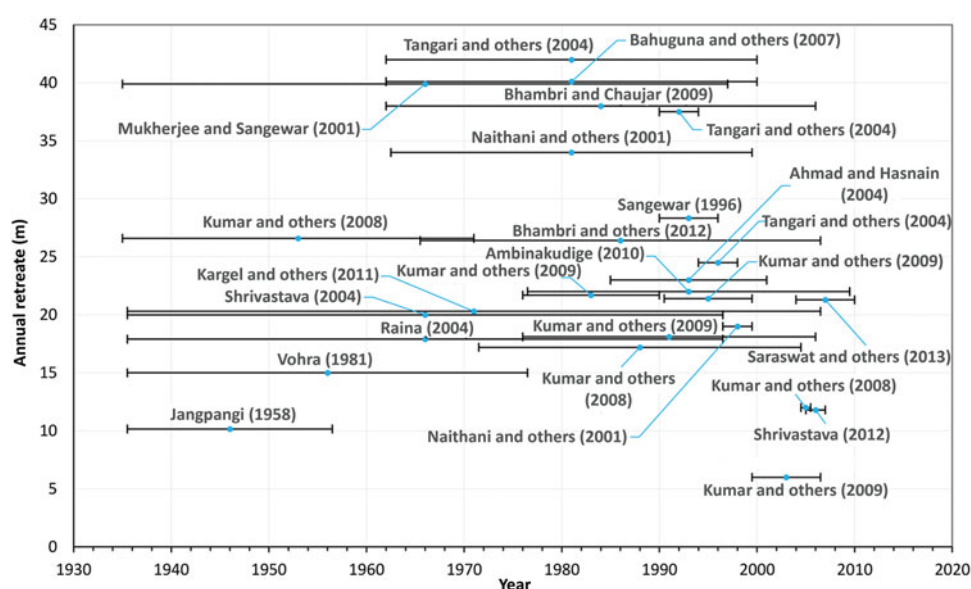 45
40
35
30
25
20
15
10
5
0
Annual retreate (m)
Tangari and others (2004)
Bahuguna and others (2007)
Bhambri and Chaujar (2009)
Mukherjee and Sangewar (2001)
Tangari and others (2004)
Naithani and others (2001)
Ahmad and Hasnain
(2004)
Sangewar (1996)
Kumar and others (2008)
Tangari and others (2004)
Bhambri and others (2012)
Ambinakudige (2010)
Kumar and others (2009)
Kargel and others (2011)
Kumar and others (2009)
Shrivastava (2004)
Raina (2004)
Kumar and others (2009)
Saraswat and others (2013)
Vohra (1981)
Kumar and others
(2008)
Kumar and others (2008)
Jangpangi (1958)
Naithani and others (2001)
Shrivastava (2012)
Kumar and others (2009)
1930
1940
1950
1960
1970
1980
1990
2000
2010
2020
Year